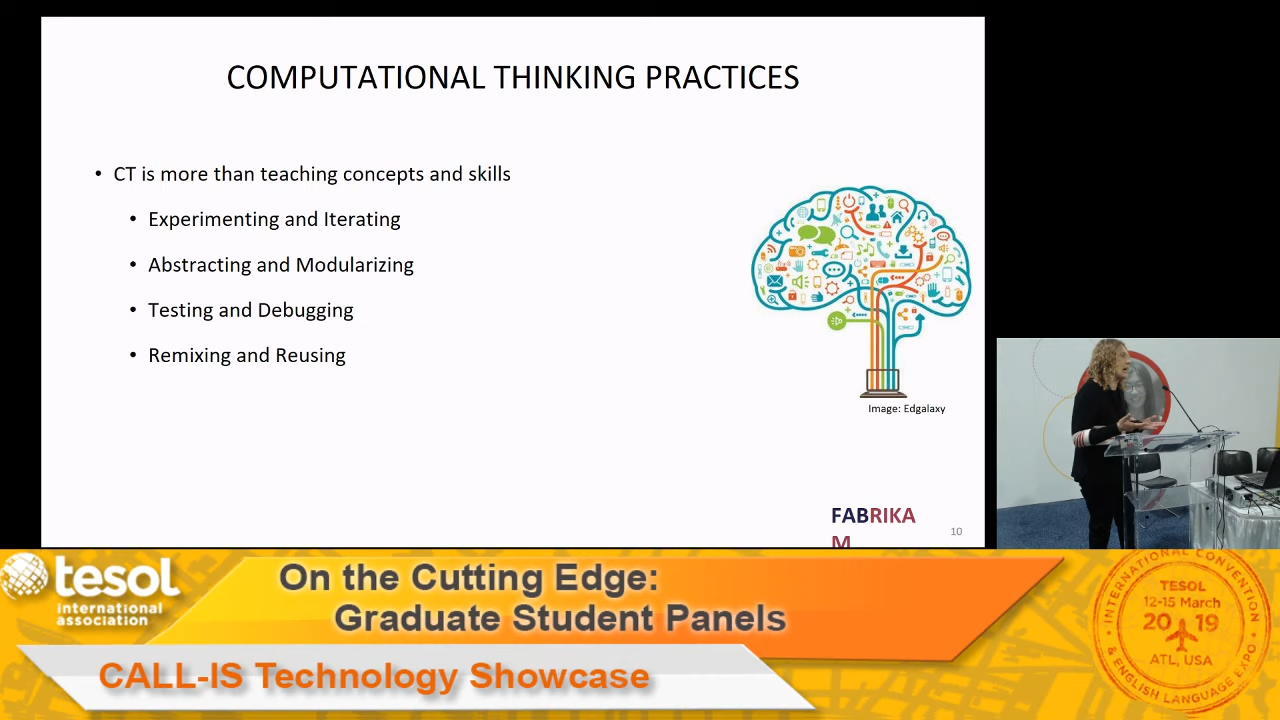 COMPUTATIONAL THINKING PRACTICES
• CT is more than teaching concepts and skills
• Experimenting and Iterating
• Abstracting and Modularizing
• Testing and Debugging
• Remixing and Reusing
Image: Edgalaxy
FABRIKA
M
10
tesol
international
association
On the Cutting Edge:
Graduate Student Panels
CALL-IS Technology Showcase
INTERNATIONAL CONVENTION
TESOL
12-15 March
20 19
ATL, USA
& ENGLISH LANGUAGE EXPO •